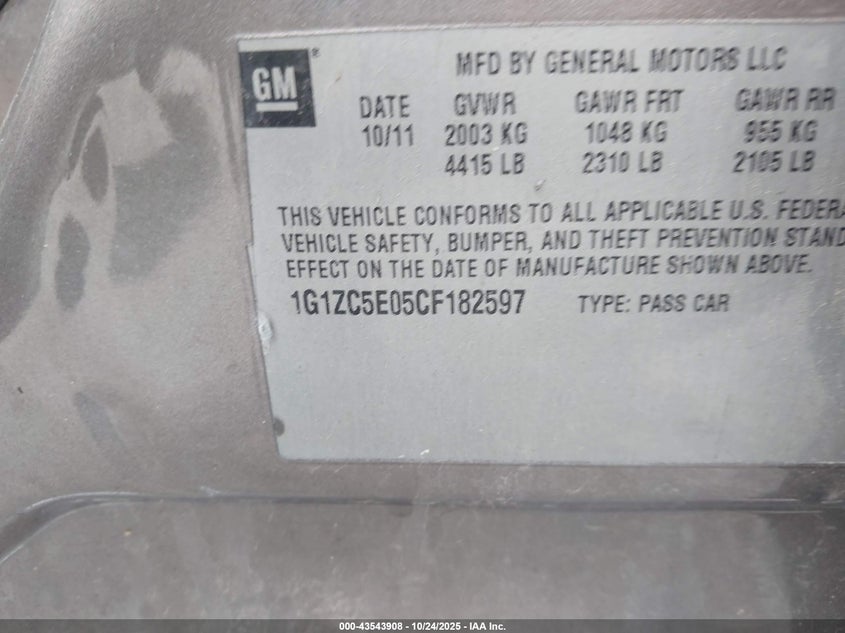 GM®
MFD BY GENERAL MOTORS LLC
DATE GVWR GAWR FRT GAWR RR
10/11 2003 KG 1048 KG 955 KG
4415 LB 2310 LB 2105 LB
THIS VEHICLE CONFORMS TO ALL APPLICABLE U.S. FEDERA
VEHICLE SAFETY, BUMPER, AND THEFT PREVENTION STAND
EFFECT ON THE DATE OF MANUFACTURE SHOWN ABOVE.
1G1ZC5E05CF182597 TYPE: PASS CAR
000-43543908 - 10/24/2025 - IAA Inc.